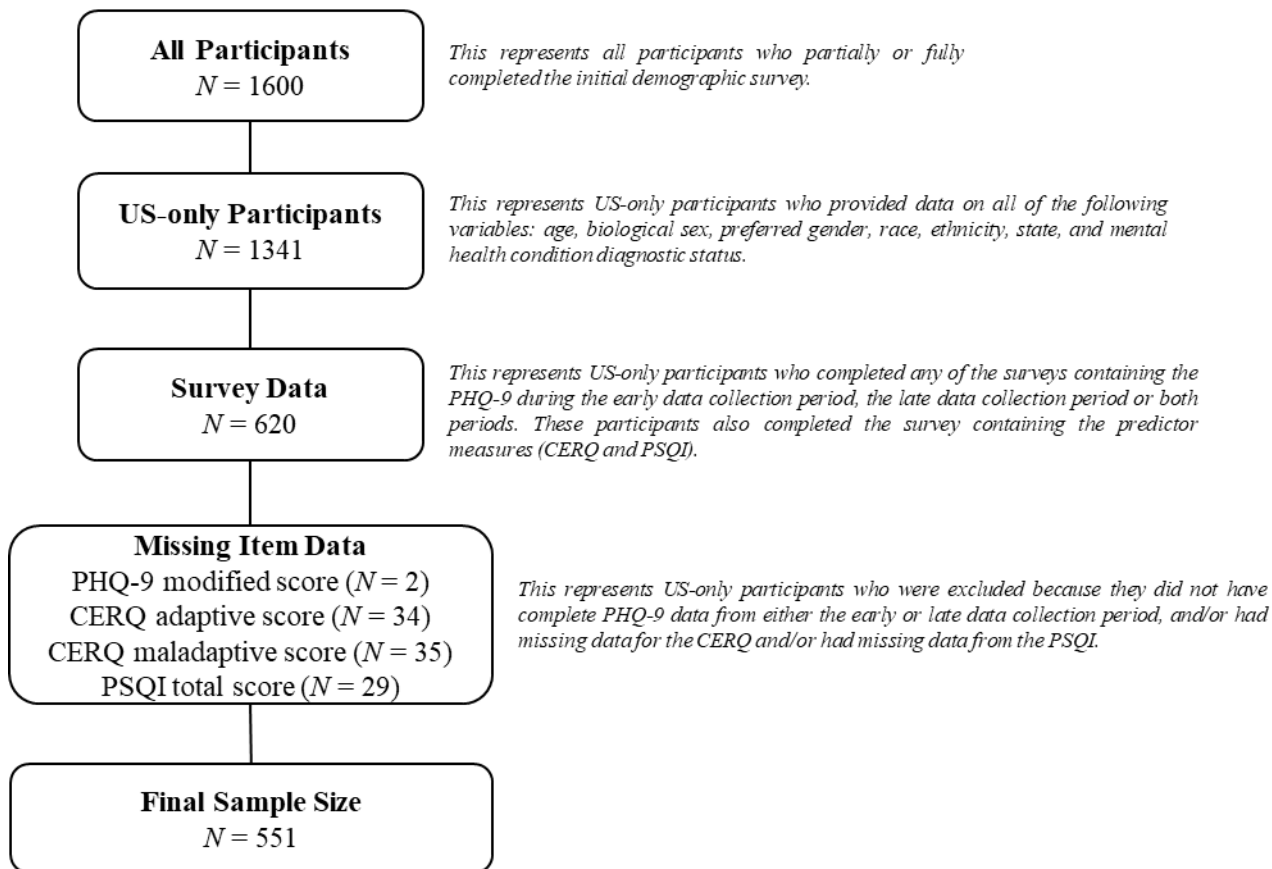 All Participants
N = 1600
This represents all participants who partially or fully
completed the initial demographic survey.
US-only Participants
N = 1341
This represents US-only participants who provided data on all of the following
variables: age, biological sex, preferred gender, race, ethnicity, state, and mental
health condition diagnostic status.
Survey Data
N = 620
This represents US-only participants who completed any of the surveys containing the
PHQ-9 during the early data collection period, the late data collection period or both
periods. These participants also completed the survey containing the predictor
measures (CERQ and PSQI).
Missing Item Data
PHQ-9 modified score (N = 2)
CERQ adaptive score (N = 34)
CERQ maladaptive score (N = 35)
PSQI total score (N = 29)
This represents US-only participants who were excluded because they did not have
complete PHQ-9 data from either the early or late data collection period, and/or had
missing data for the CERQ and/or had missing data from the PSQI.
Final Sample Size
N = 551